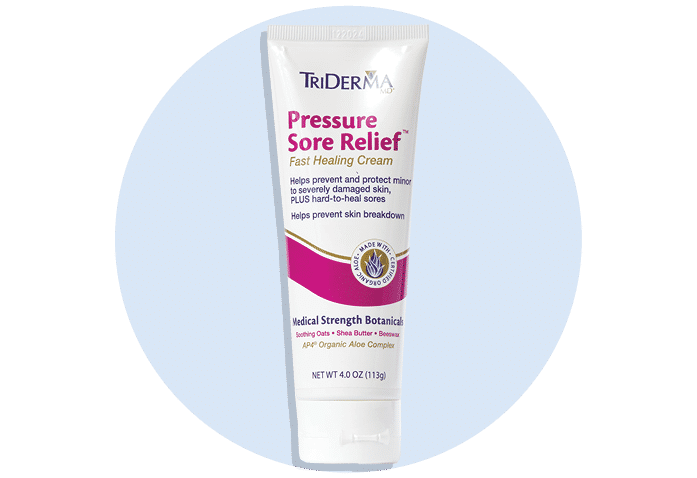 TRIDERMA
MD™
Pressure
Sore Relief™
Fast Healing Cream
Helps prevent and protect minor
to severely damaged skin,
PLUS hard-to-heal sores
Helps prevent skin breakdown
• MADE WITH • CERTIFIED ORGANIC ALOE
Medical Strength Botanicals
Soothing Oats • Shea Butter • Beeswax
AP4® Organic Aloe Complex
NET WT 4.0 OZ (113g)